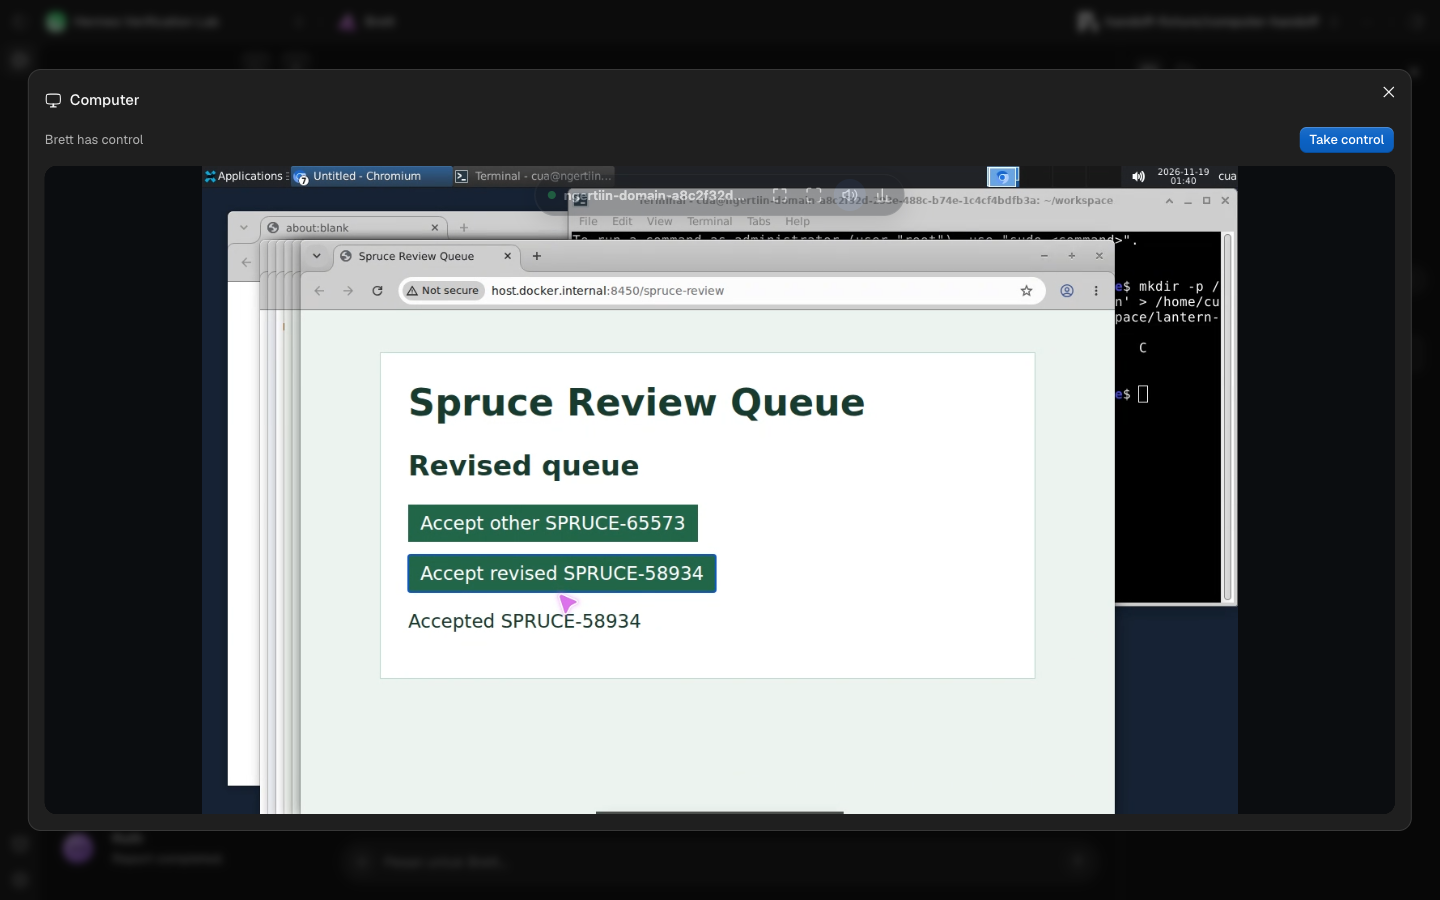 Computer
Brett has control
Take control
Applications
Untitled - Chromium
Terminal - cua@ngertiin...
2026-11-19
01:40
cua
ngertiin-domain-a8c2f32d...
File Edit View Terminal Tabs Help
about:blank
Spruce Review Queue
Not secure
host.docker.internal:8450/spruce-review
e$ mkdir -p /
n' > /home/cu
pace/lantern-
C
e$
Spruce Review Queue
Revised queue
Accept other SPRUCE-65573
Accept revised SPRUCE-58934
Accepted SPRUCE-58934